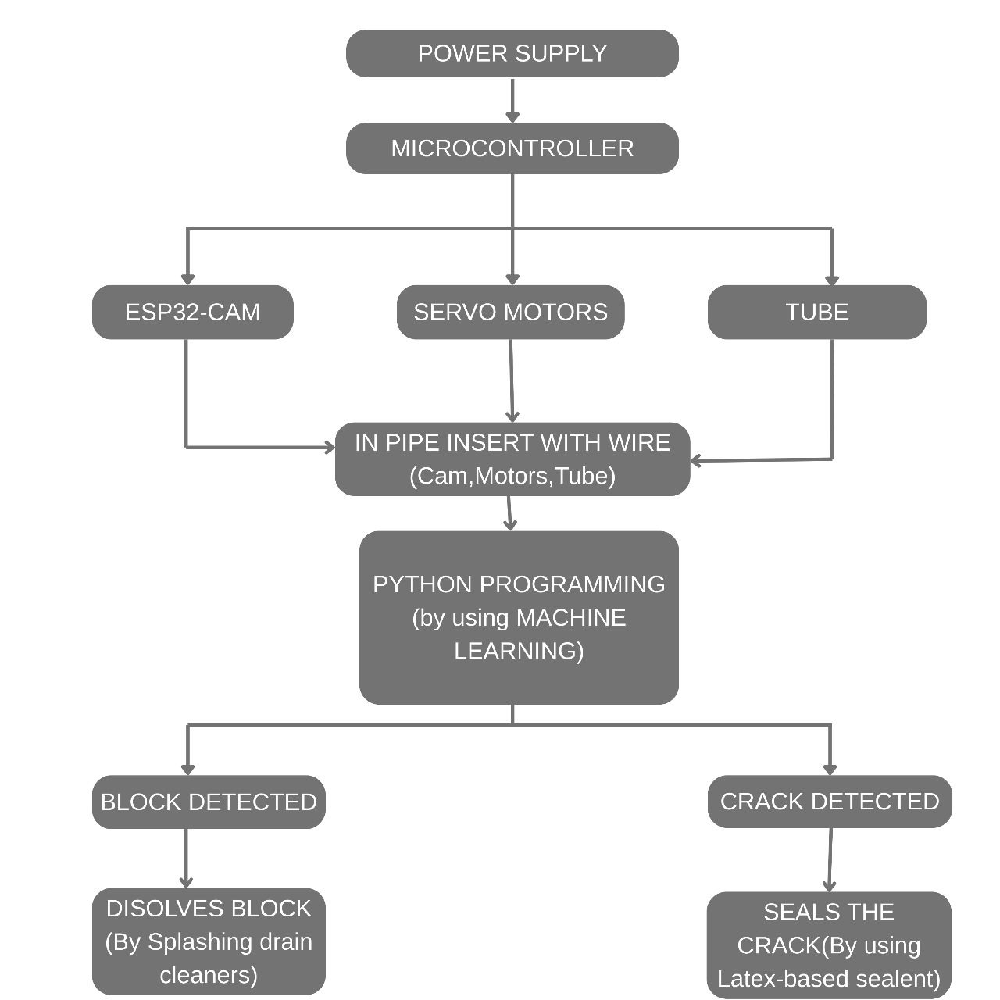 POWER SUPPLY
MICROCONTROLLER
ESP32-CAM
SERVO MOTORS
TUBE
IN PIPE INSERT WITH WIRE
(Cam,Motors,Tube)
PYTHON PROGRAMMING
(by using MACHINE
LEARNING)
BLOCK DETECTED
CRACK DETECTED
DISOLVES BLOCK
(By Splashing drain
cleaners)
SEALS THE
CRACK(By using
Latex-based sealent)